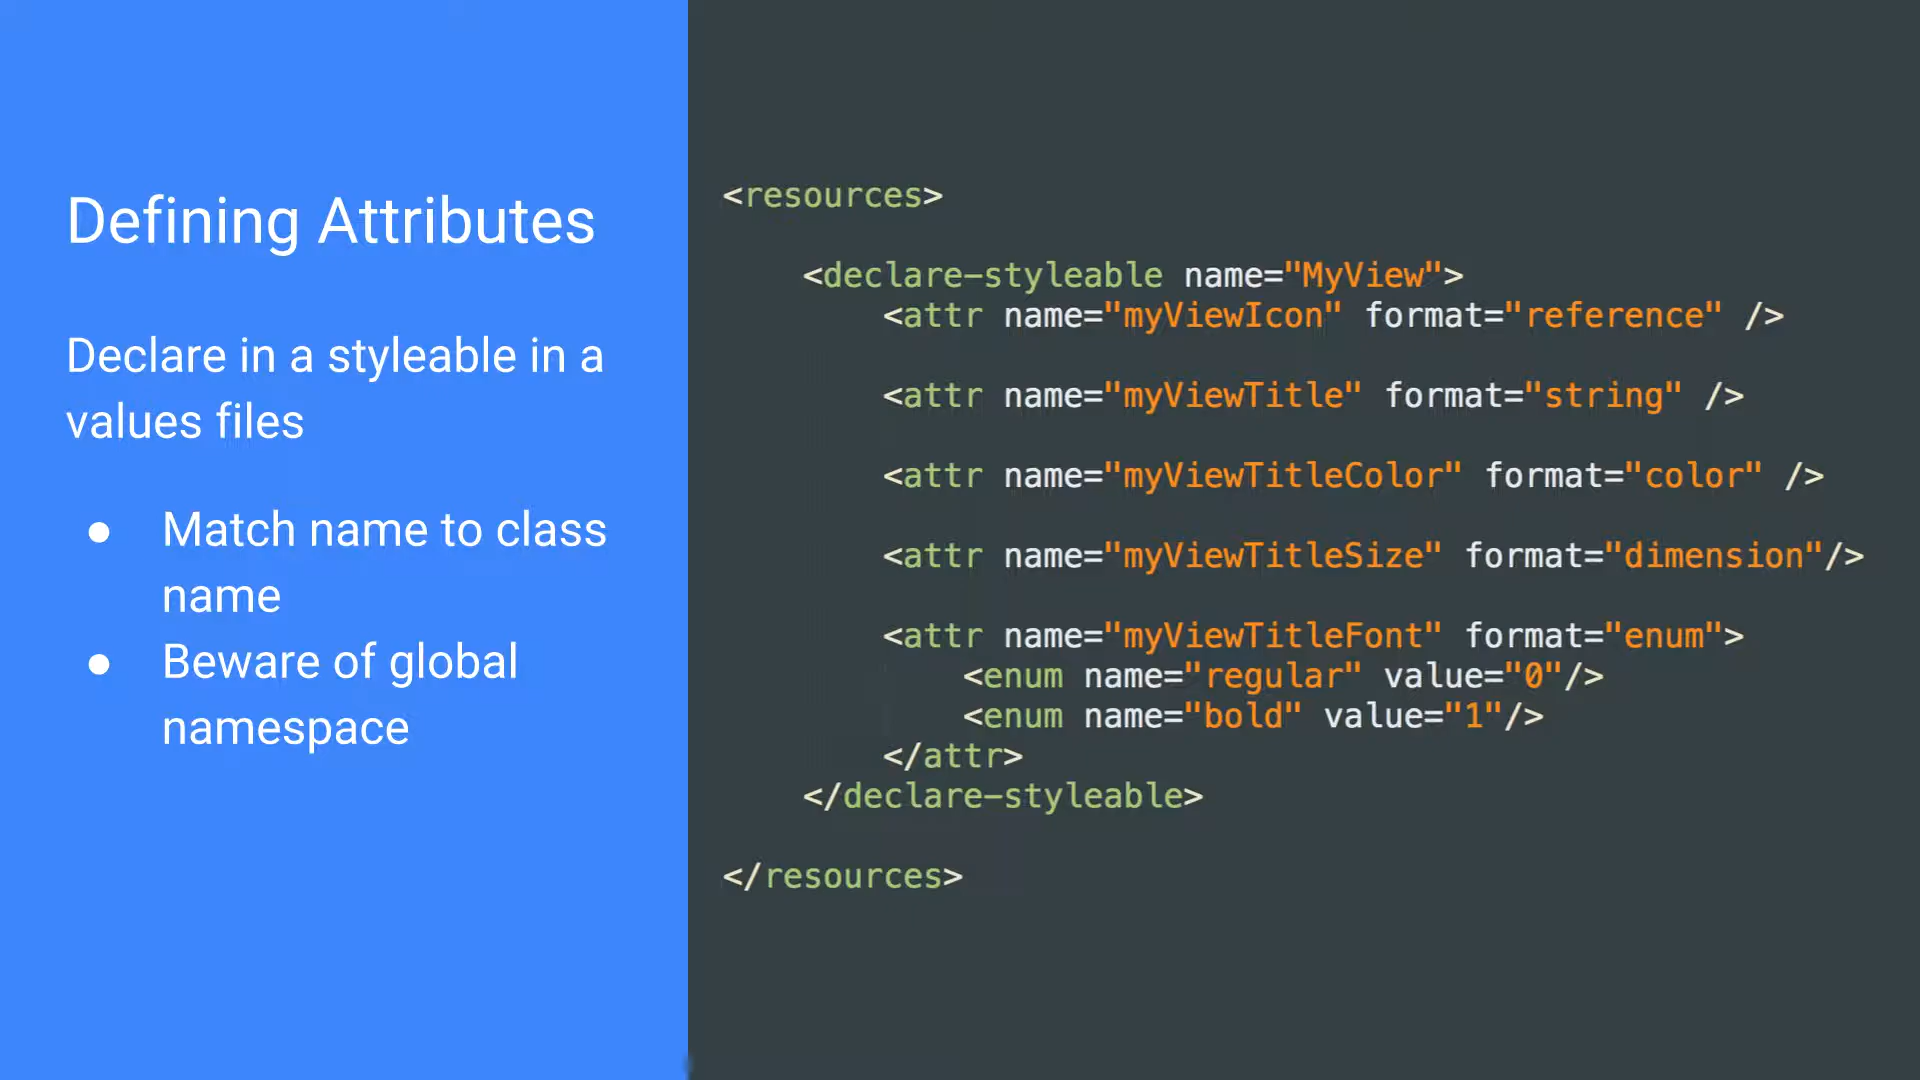 Defining Attributes
Declare in a styleable in a
values files
● Match name to class
name
● Beware of global
namespace
<resources>
<declare-styleable name="MyView">
<attr name="myViewIcon" format="reference" />
<attr name="myViewTitle" format="string" />
<attr name="myViewTitleColor" format="color" />
<attr name="myViewTitleSize" format="dimension"/>
<attr name="myViewTitleFont" format="enum">
<enum name="regular" value="0"/>
<enum name="bold" value="1"/>
</attr>
</declare-styleable>
</resources>